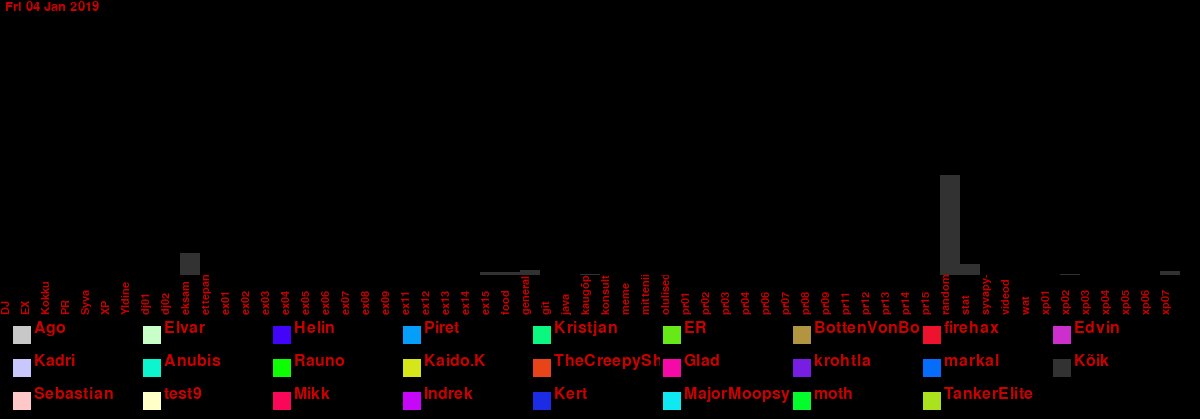 Fri 04 Jan 2019
DJ EX Kokku PR Syva XP Yldine dj01 dj02 eksam ettepan ex01 ex02 ex03 ex04 ex05 ex06 ex07 ex08 ex09 ex11 ex12 ex13 ex14 ex15 food general git java kaugõp konsult meme mittenii olulised pr01 pr02 pr03 pr04 pr06 pr07 pr08 pr09 pr11 pr12 pr13 pr14 pr15 random stat syvapy- videod wat xp01 xp02 xp03 xp04 xp05 xp06 xp07
Ago Elvar Helin Piret Kristjan ER BottenVonBo firehax Edvin
Kadri Anubis Rauno Kaido.K TheCreepySh Glad krohtla markal Kõik
Sebastian test9 Mikk Indrek Kert MajorMoopsy moth TankerElite